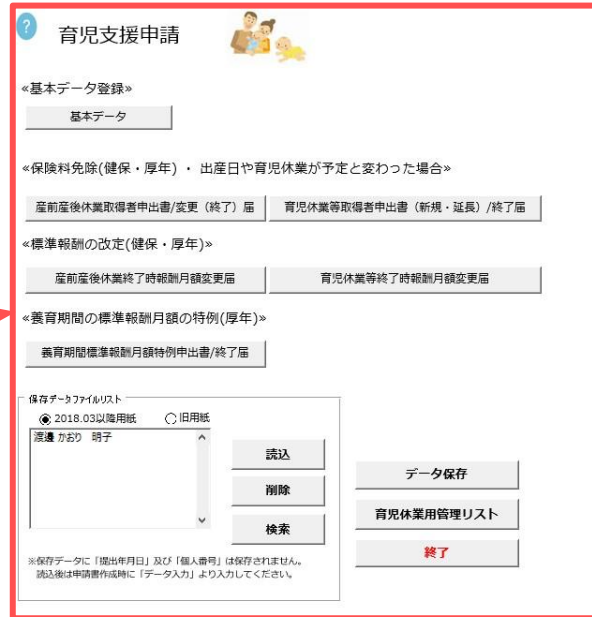 ?
育児支援申請
«基本データ登録»
基本データ
«保険料免除(健保・厚年) ・ 出産日や育児休業が予定と変わった場合»
産前産後休業取得者申出書/変更（終了）届
育児休業等取得者申出書（新規・延長）/終了届
«標準報酬の改定(健保・厚年)»
産前産後休業終了時報酬月額変更届
育児休業等終了時報酬月額変更届
«養育期間の標準報酬月額の特例(厚年)»
養育期間標準報酬月額特例申出書/終了届
保存データファイルリスト
2018.03以降用紙
旧用紙
渡邊 かおり 明子
読込
削除
検索
データ保存
育児休業用管理リスト
終了
※保存データに「提出年月日」及び「個人番号」は保存されません。
読込後は申請書作成時に「データ入力」より入力してください。